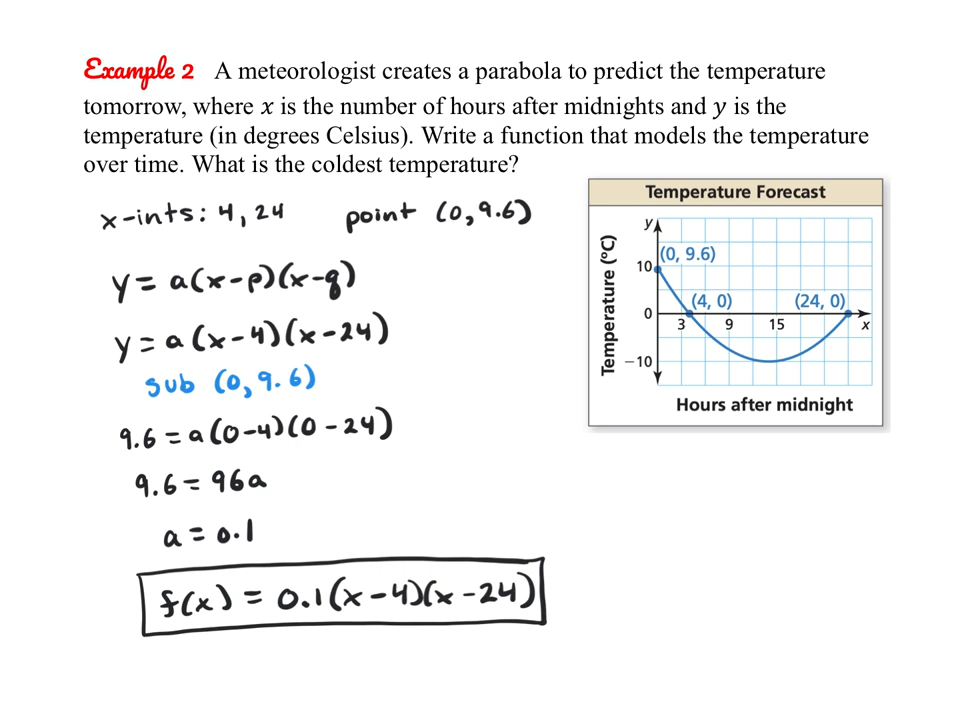 Example 2 A meteorologist creates a parabola to predict the temperature
tomorrow, where x is the number of hours after midnights and y is the
temperature (in degrees Celsius). Write a function that models the temperature
over time. What is the coldest temperature?
x-ints: 4, 24 point (0, 9.6)
y = a(x-p)(x-q)
y = a(x-4)(x-24)
sub (0, 9.6)
9.6 = a(0-4)(0-24)
9.6 = 96a
a = 0.1
f(x) = 0.1(x-4)(x-24)
Temperature Forecast
Temperature (°C)
y
(0, 9.6)
10
(4, 0) (24, 0)
0
3 9 15 x
-10
Hours after midnight